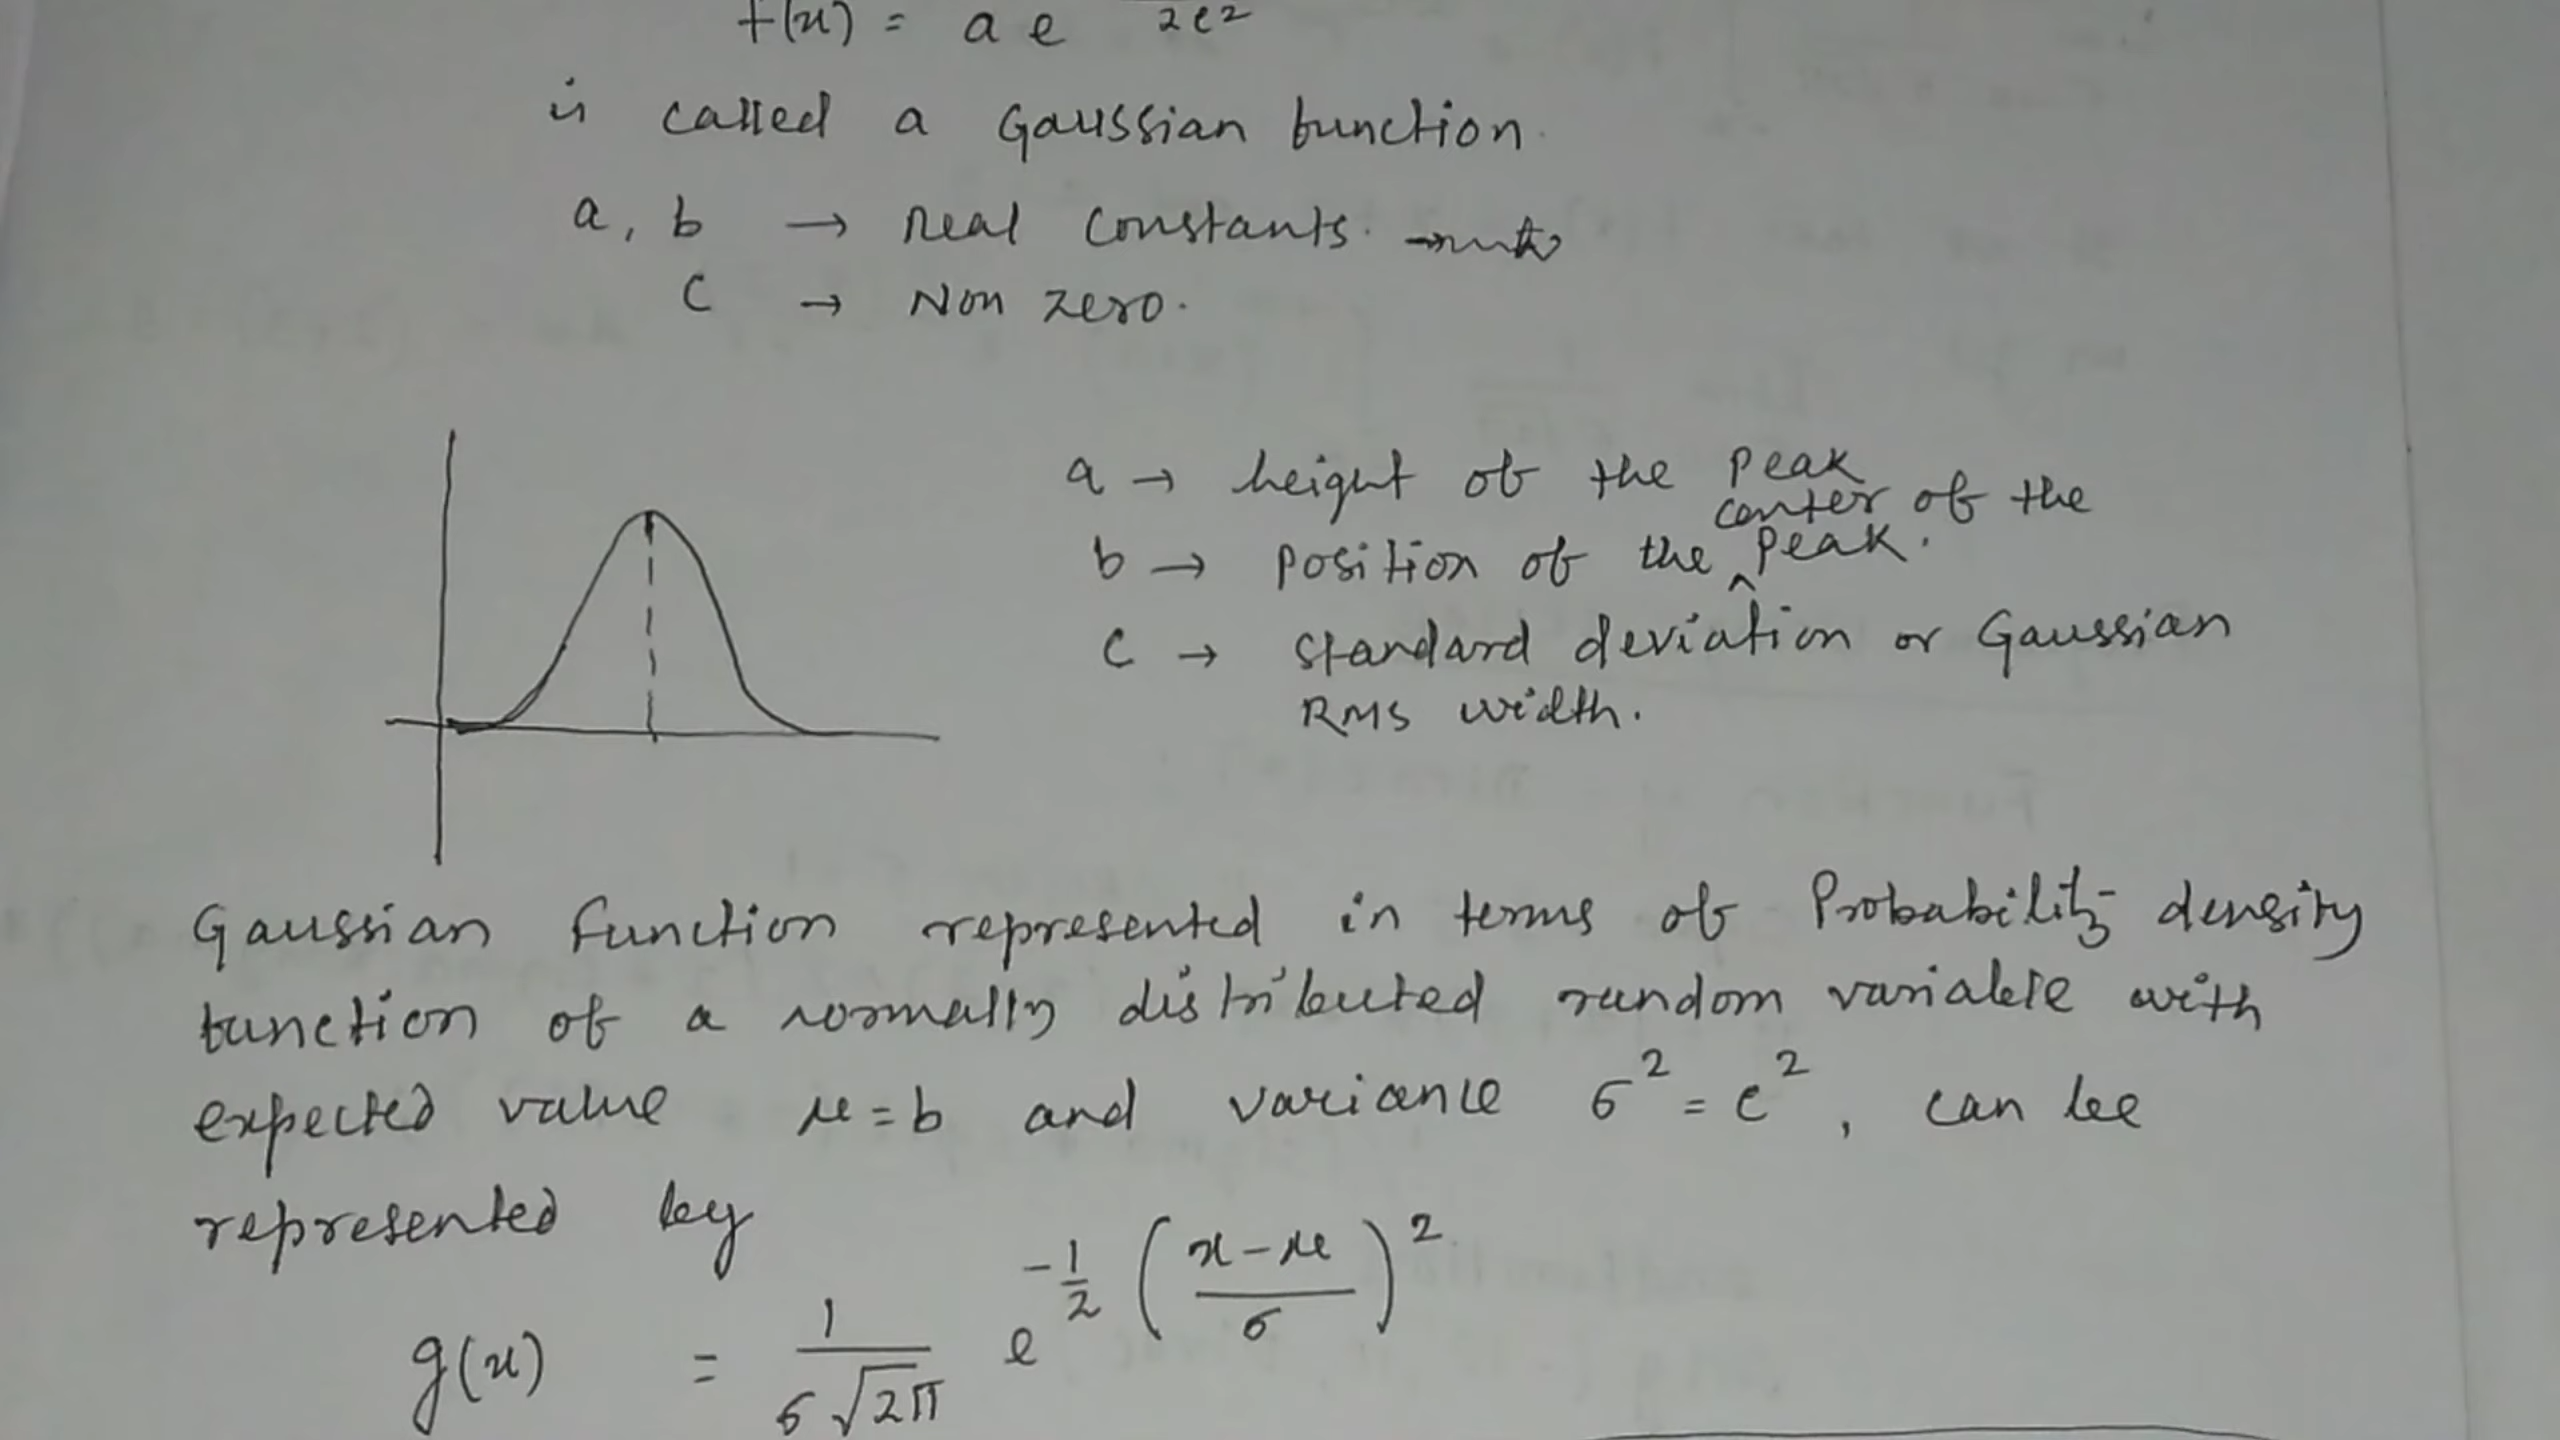 f(x) = a e 2c²
is called a Gaussian function.
a, b → Real constants.
c → Non zero.
a → height of the peak
b → position of the center of the peak.
c → standard deviation or Gaussian
RMS width.
Gaussian function represented in terms of Probability density
function of a normally distributed random variable with
expected value μ = b and variance σ² = c², can be
represented by
g(x) = 1/(σ√2π) e^(-1/2 ((x-μ)/σ)²)